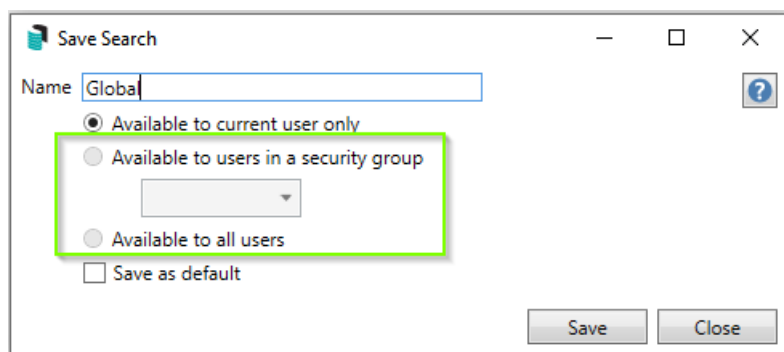 Save Search
Name Global
Available to current user only
Available to users in a security group
Available to all users
Save as default
Save Close